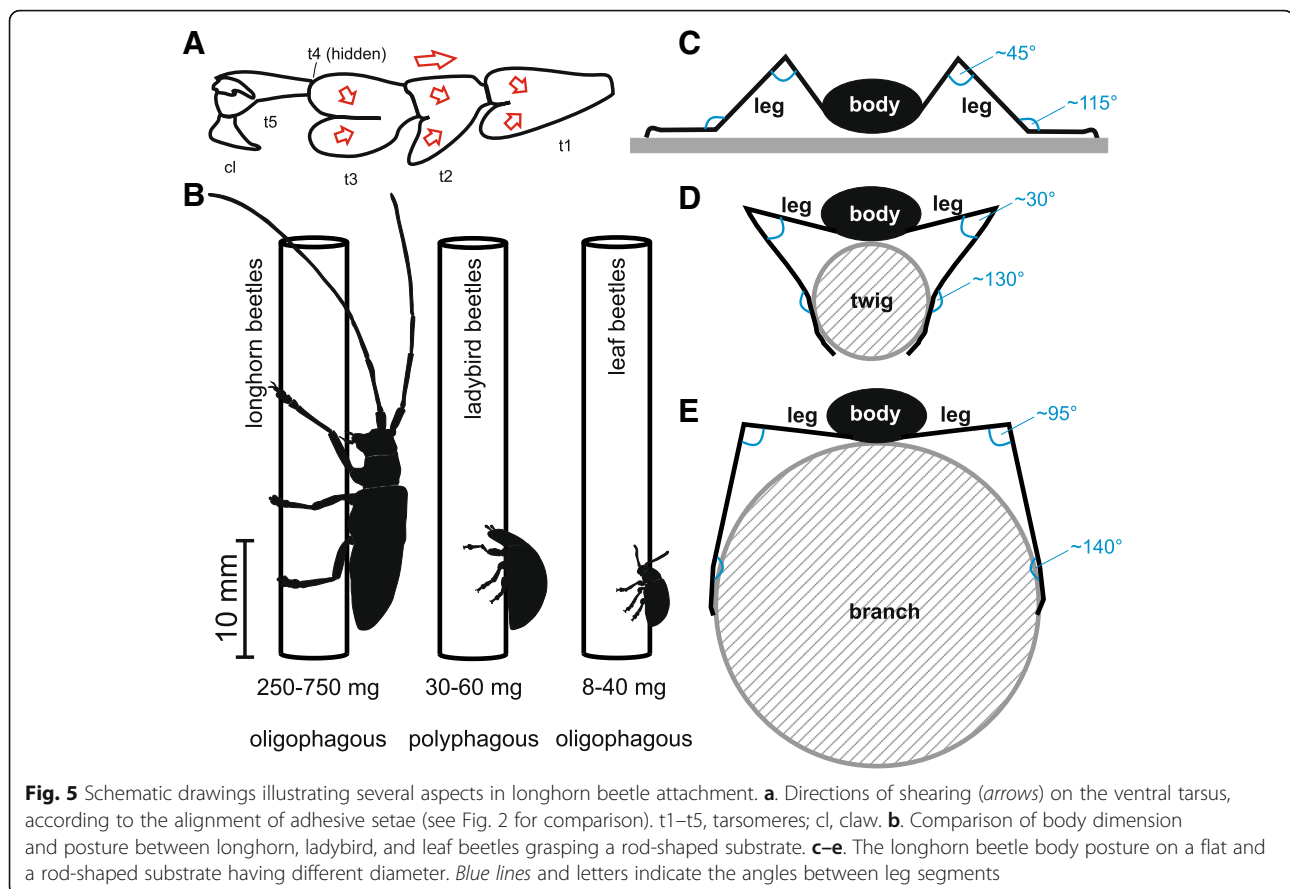 A
t4 (hidden)
t5
cl
t3
t2
t1
B
longhorn beetles
ladybird beetles
leaf beetles
10 mm
250-750 mg
30-60 mg
8-40 mg
oligophagous
polyphagous
oligophagous
C
leg
body
leg
~45°
~115°
D
leg
body
leg
~30°
twig
~130°
E
leg
body
leg
~95°
~140°
branch
Fig. 5 Schematic drawings illustrating several aspects in longhorn beetle attachment. a. Directions of shearing (arrows) on the ventral tarsus,
according to the alignment of adhesive setae (see Fig. 2 for comparison). t1–t5, tarsomeres; cl, claw. b. Comparison of body dimension
and posture between longhorn, ladybird, and leaf beetles grasping a rod-shaped substrate. c–e. The longhorn beetle body posture on a flat and
a rod-shaped substrate having different diameter. Blue lines and letters indicate the angles between leg segments